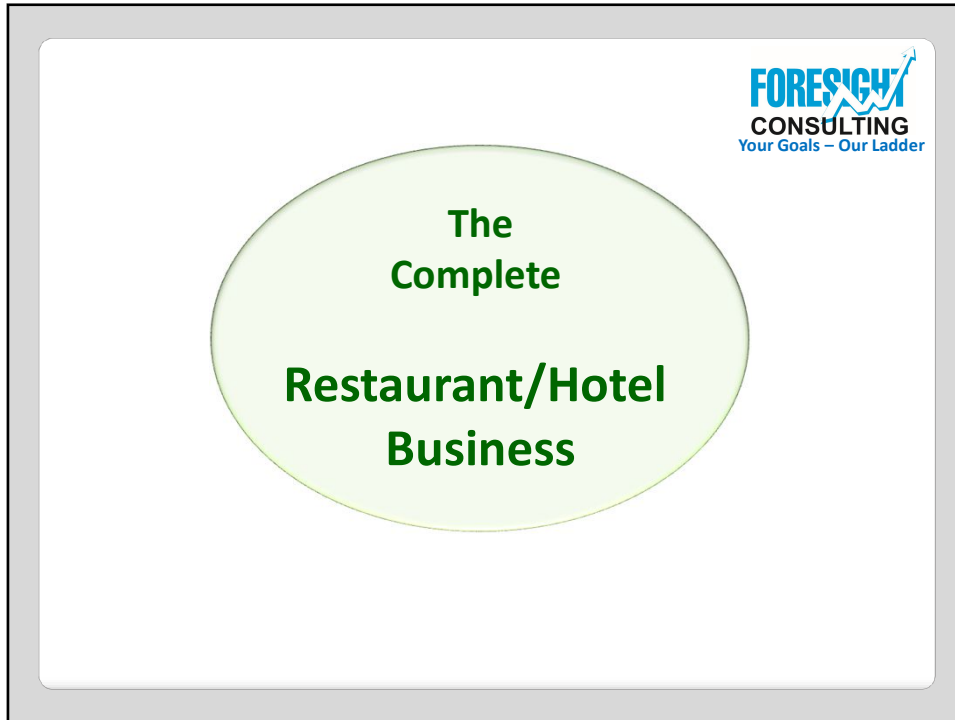 FORESIGHT
CONSULTING
Your Goals – Our Ladder
The
Complete
Restaurant/Hotel
Business